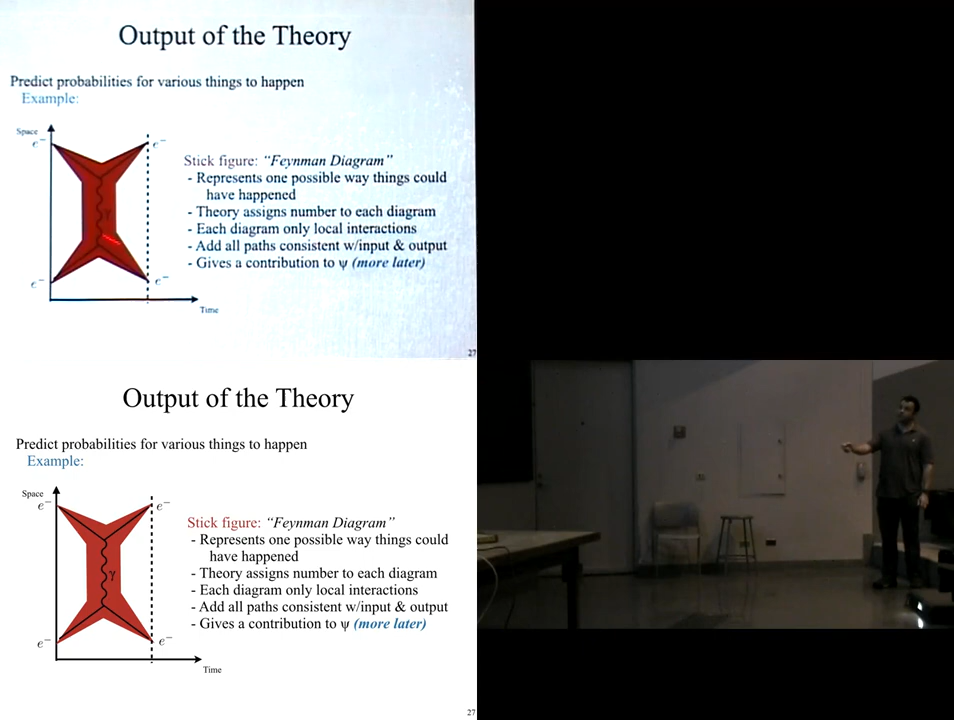 Output of the Theory
Predict probabilities for various things to happen
Example:
Space
e⁻
e⁻
Stick figure: “Feynman Diagram”
- Represents one possible way things could
have happened
γ
- Theory assigns number to each diagram
- Each diagram only local interactions
- Add all paths consistent w/input & output
- Gives a contribution to ψ (more later)
e⁻
e⁻
Time
27
Output of the Theory
Predict probabilities for various things to happen
Example:
Space
e⁻
e⁻
Stick figure: “Feynman Diagram”
- Represents one possible way things could
have happened
γ
- Theory assigns number to each diagram
- Each diagram only local interactions
- Add all paths consistent w/input & output
- Gives a contribution to ψ (more later)
e⁻
e⁻
Time
27